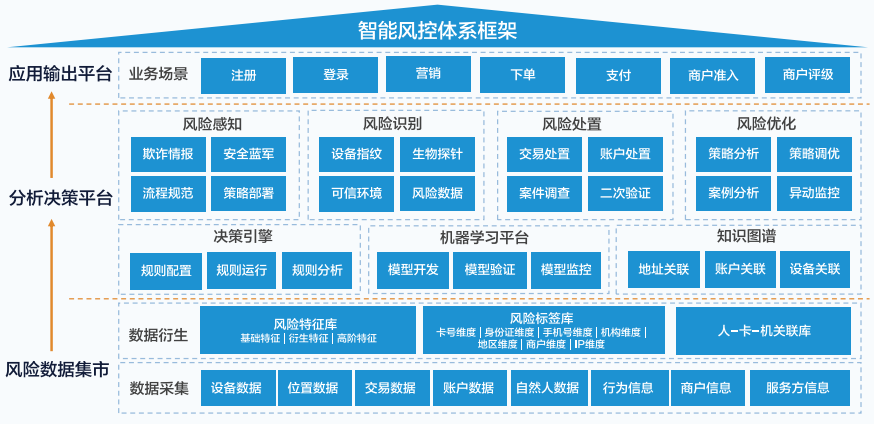 智能风控体系框架
应用输出平台
业务场景
注册
登录
营销
下单
支付
商户准入
商户评级
分析决策平台
风险感知
欺诈情报
安全蓝军
流程规范
策略部署
风险识别
设备指纹
生物探针
可信环境
风险数据
风险处置
交易处置
账户处置
案件调查
二次验证
风险优化
策略分析
策略调优
案例分析
异动监控
决策引擎
规则配置
规则运行
规则分析
机器学习平台
模型开发
模型验证
模型监控
知识图谱
地址关联
账户关联
设备关联
风险数据集市
数据衍生
风险特征库
基础特征 | 衍生特征 | 高阶特征
风险标签库
卡号维度 | 身份证维度 | 手机号维度 | 机构维度 |
地区维度 | 商户维度 | IP维度
人-卡-机关联库
数据采集
设备数据
位置数据
交易数据
账户数据
自然人数据
行为信息
商户信息
服务方信息